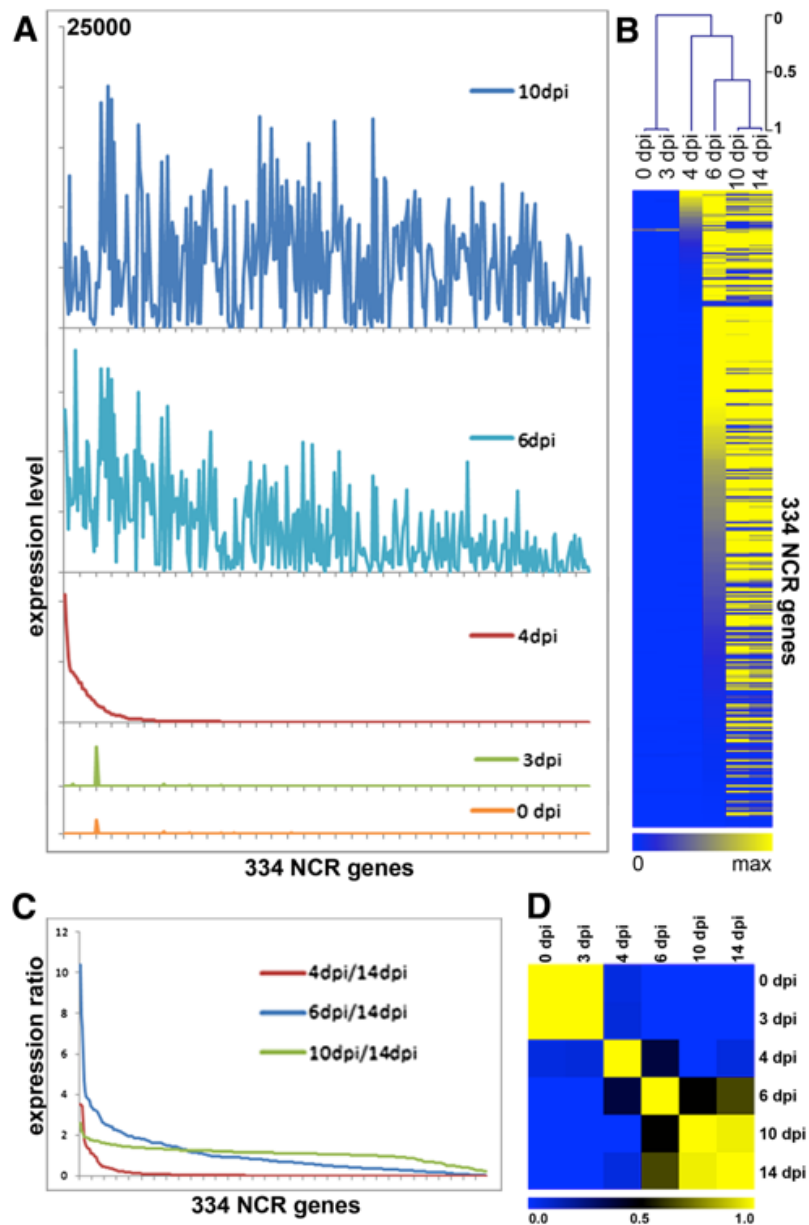 A
25000
10dpi
6dpi
4dpi
3dpi
0 dpi
expression level
334 NCR genes
B
0
0.5
1
0 dpi
3 dpi
4 dpi
6 dpi
10 dpi
14 dpi
334 NCR genes
0 max
C
12
10
8
6
4
2
0
4dpi/14dpi
6dpi/14dpi
10dpi/14dpi
expression ratio
334 NCR genes
D
0 dpi
3 dpi
4 dpi
6 dpi
10 dpi
14 dpi
0 dpi
3 dpi
4 dpi
6 dpi
10 dpi
14 dpi
0.0 0.5 1.0